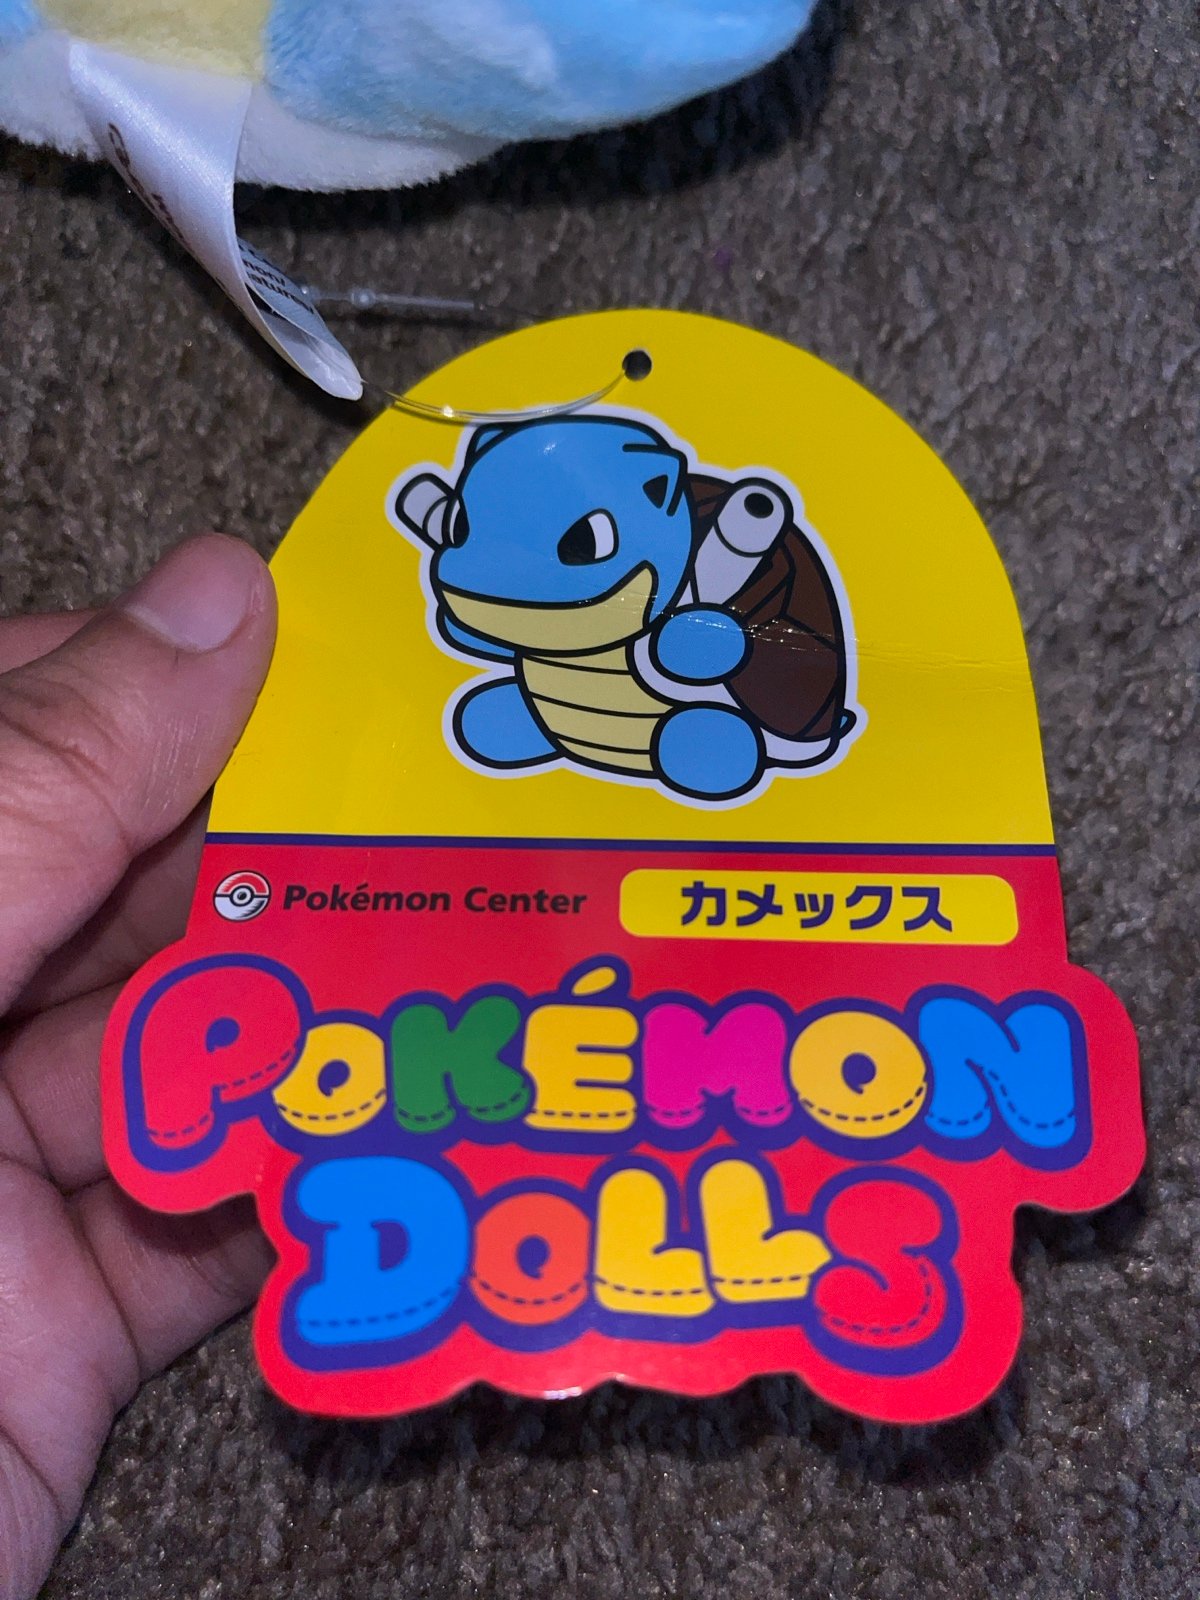 Pokémon Center
カメックス
POKÉMON
DOLLS